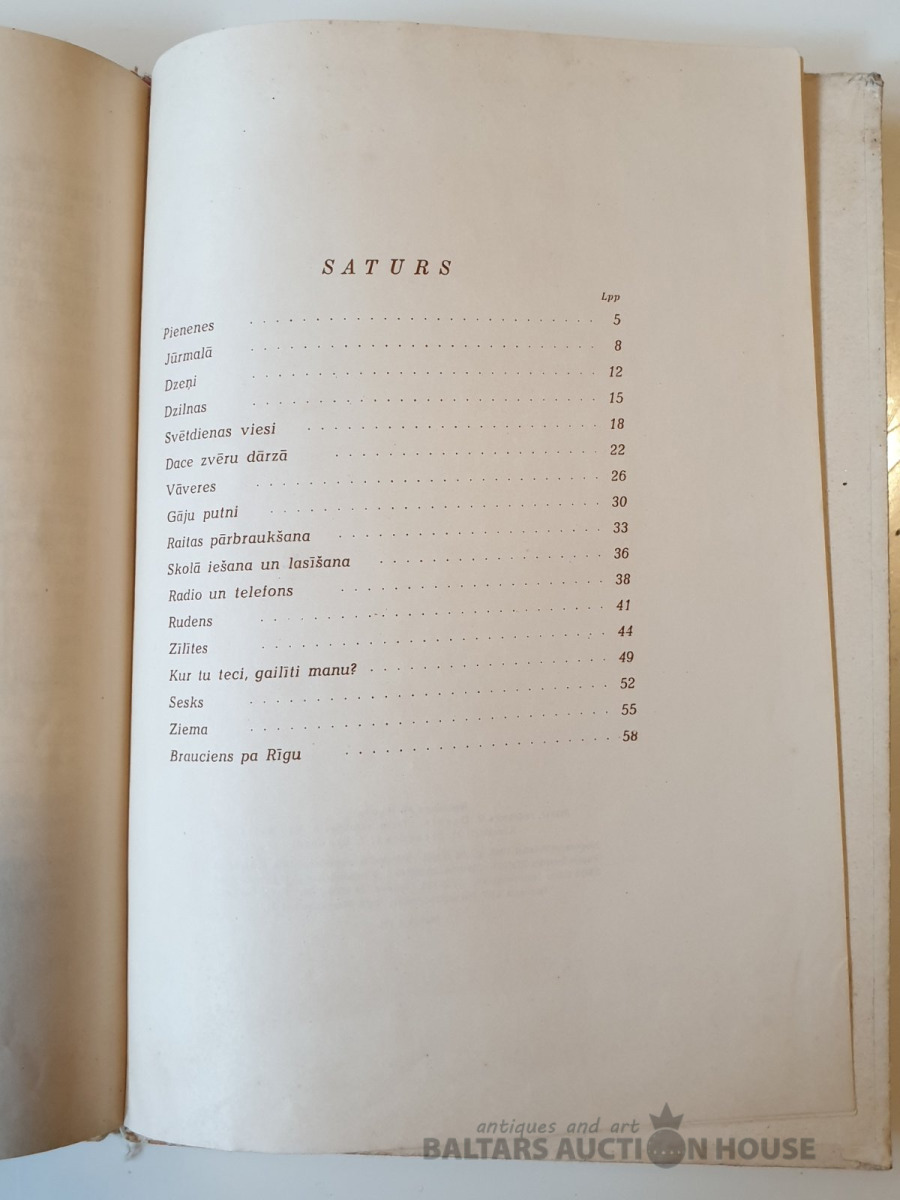 SATURS
Lpp
Pienenes 5
Jūrmalā 8
Dzeņi 12
Dzilnas 15
Svētdienas viesi 18
Dace zvēru dārzā 22
Vāveres 26
Gāju putni 30
Raitas pārbraukšana 33
Skolā iešana un lasīšana 36
Radio un telefons 38
Rudens 41
Zīlītes 44
Kur tu teci, gailīti manu? 49
Sesks 52
Ziema 55
Brauciens pa Rīgu 58
antiques and art
BALTARS AUCTION HOUSE